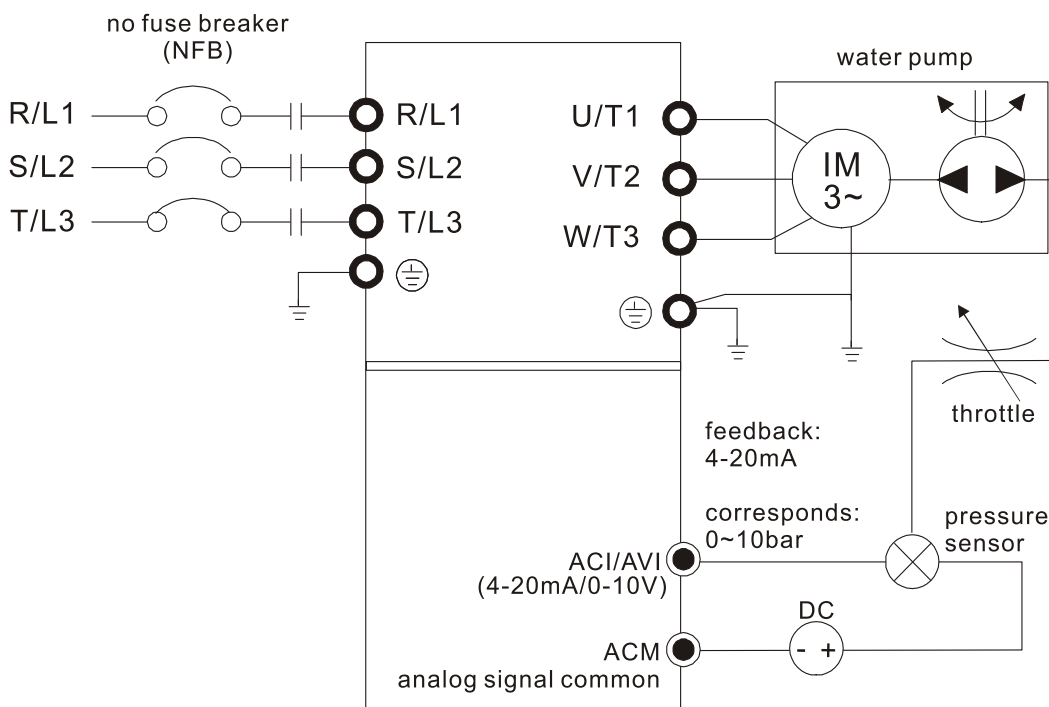 no fuse breaker
(NFB)
water pump
R/L1
R/L1
U/T1
S/L2
S/L2
V/T2
IM
3~
T/L3
T/L3
W/T3
throttle
feedback:
4-20mA
corresponds:
0~10bar
pressure
sensor
ACI/AVI
(4-20mA/0-10V)
DC
- +
ACM
analog signal common